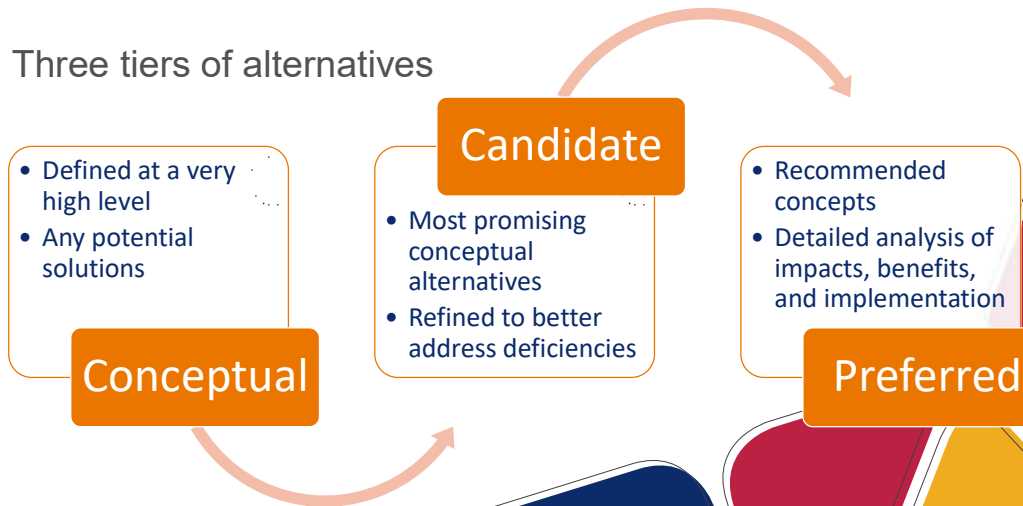 Three tiers of alternatives
• Defined at a very
high level
• Any potential
solutions
Conceptual
Candidate
• Most promising
conceptual
alternatives
• Refined to better
address deficiencies
• Recommended
concepts
• Detailed analysis of
impacts, benefits,
and implementation
Preferred